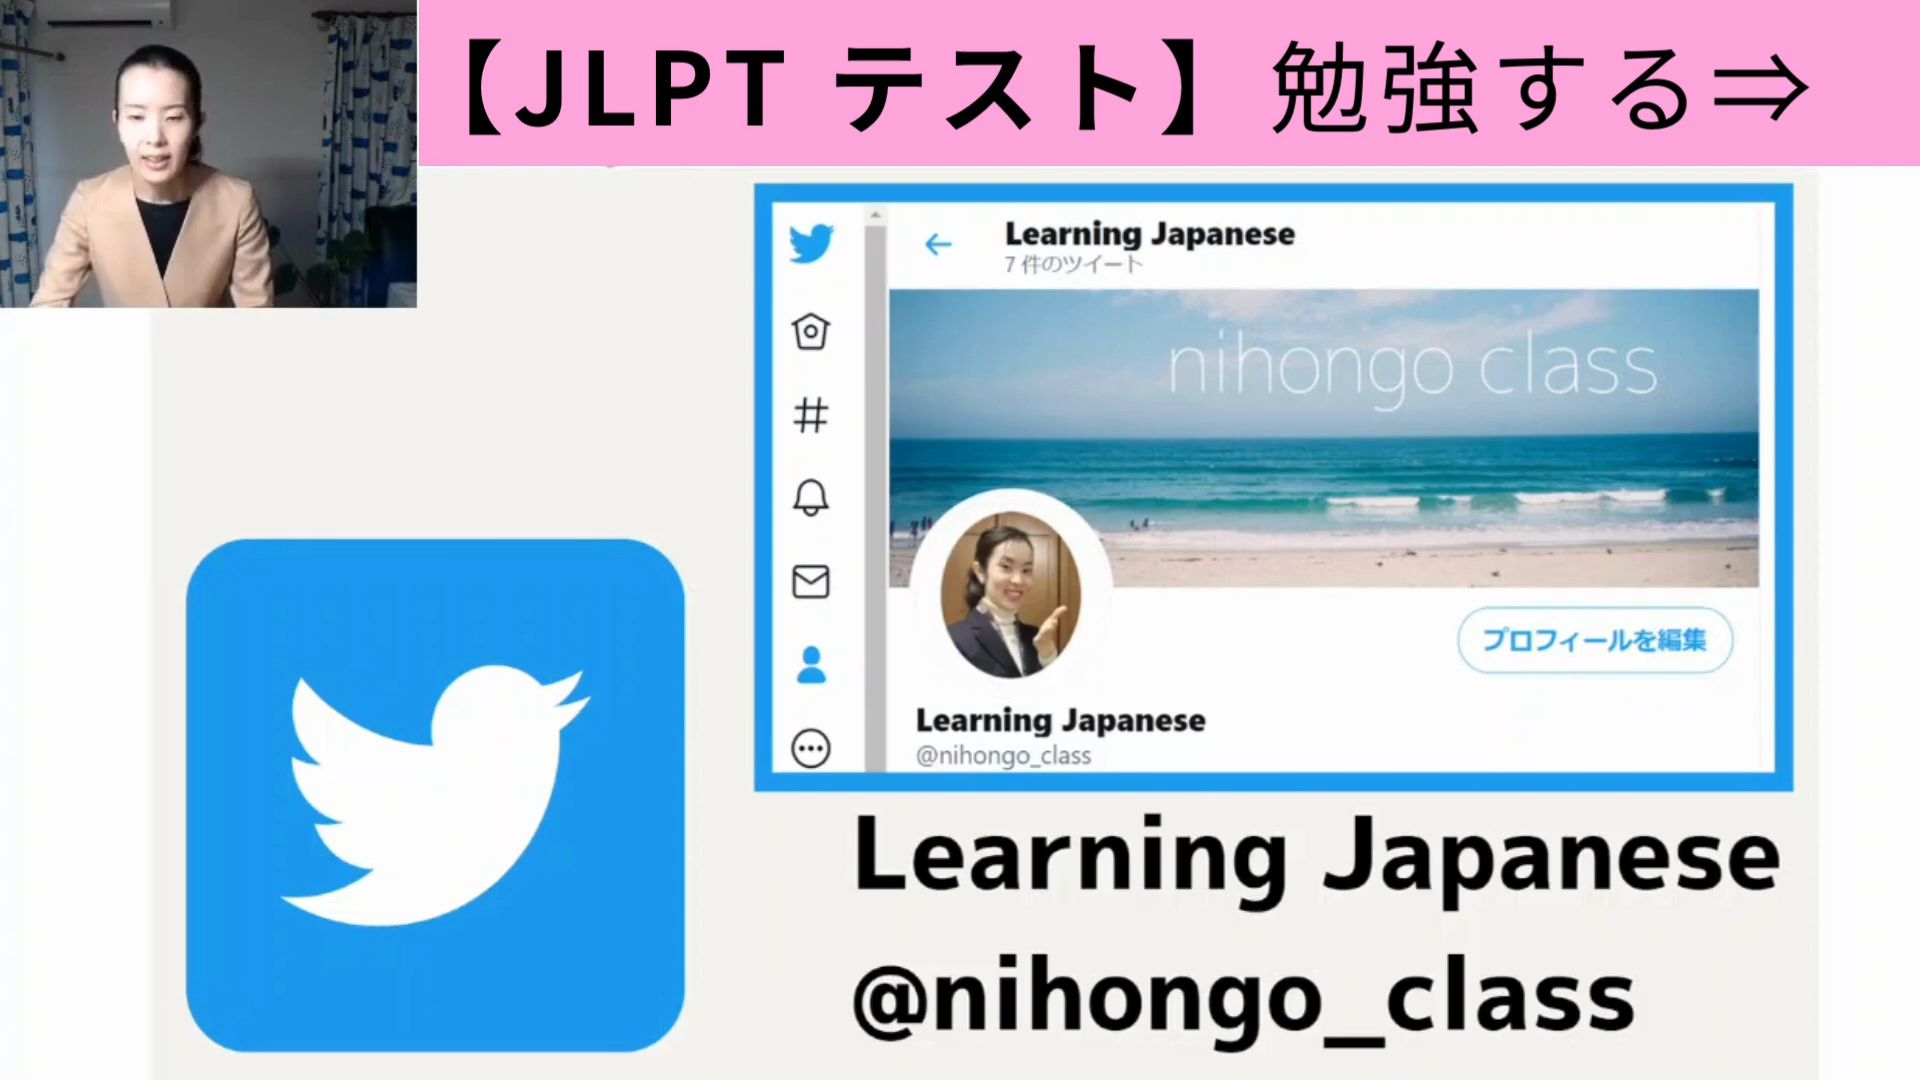 【JLPT テスト】勉強する⇒
Learning Japanese
7 件のツイート
nihongo class
プロフィールを編集
Learning Japanese
@nihongo_class
Learning Japanese
@nihongo_class